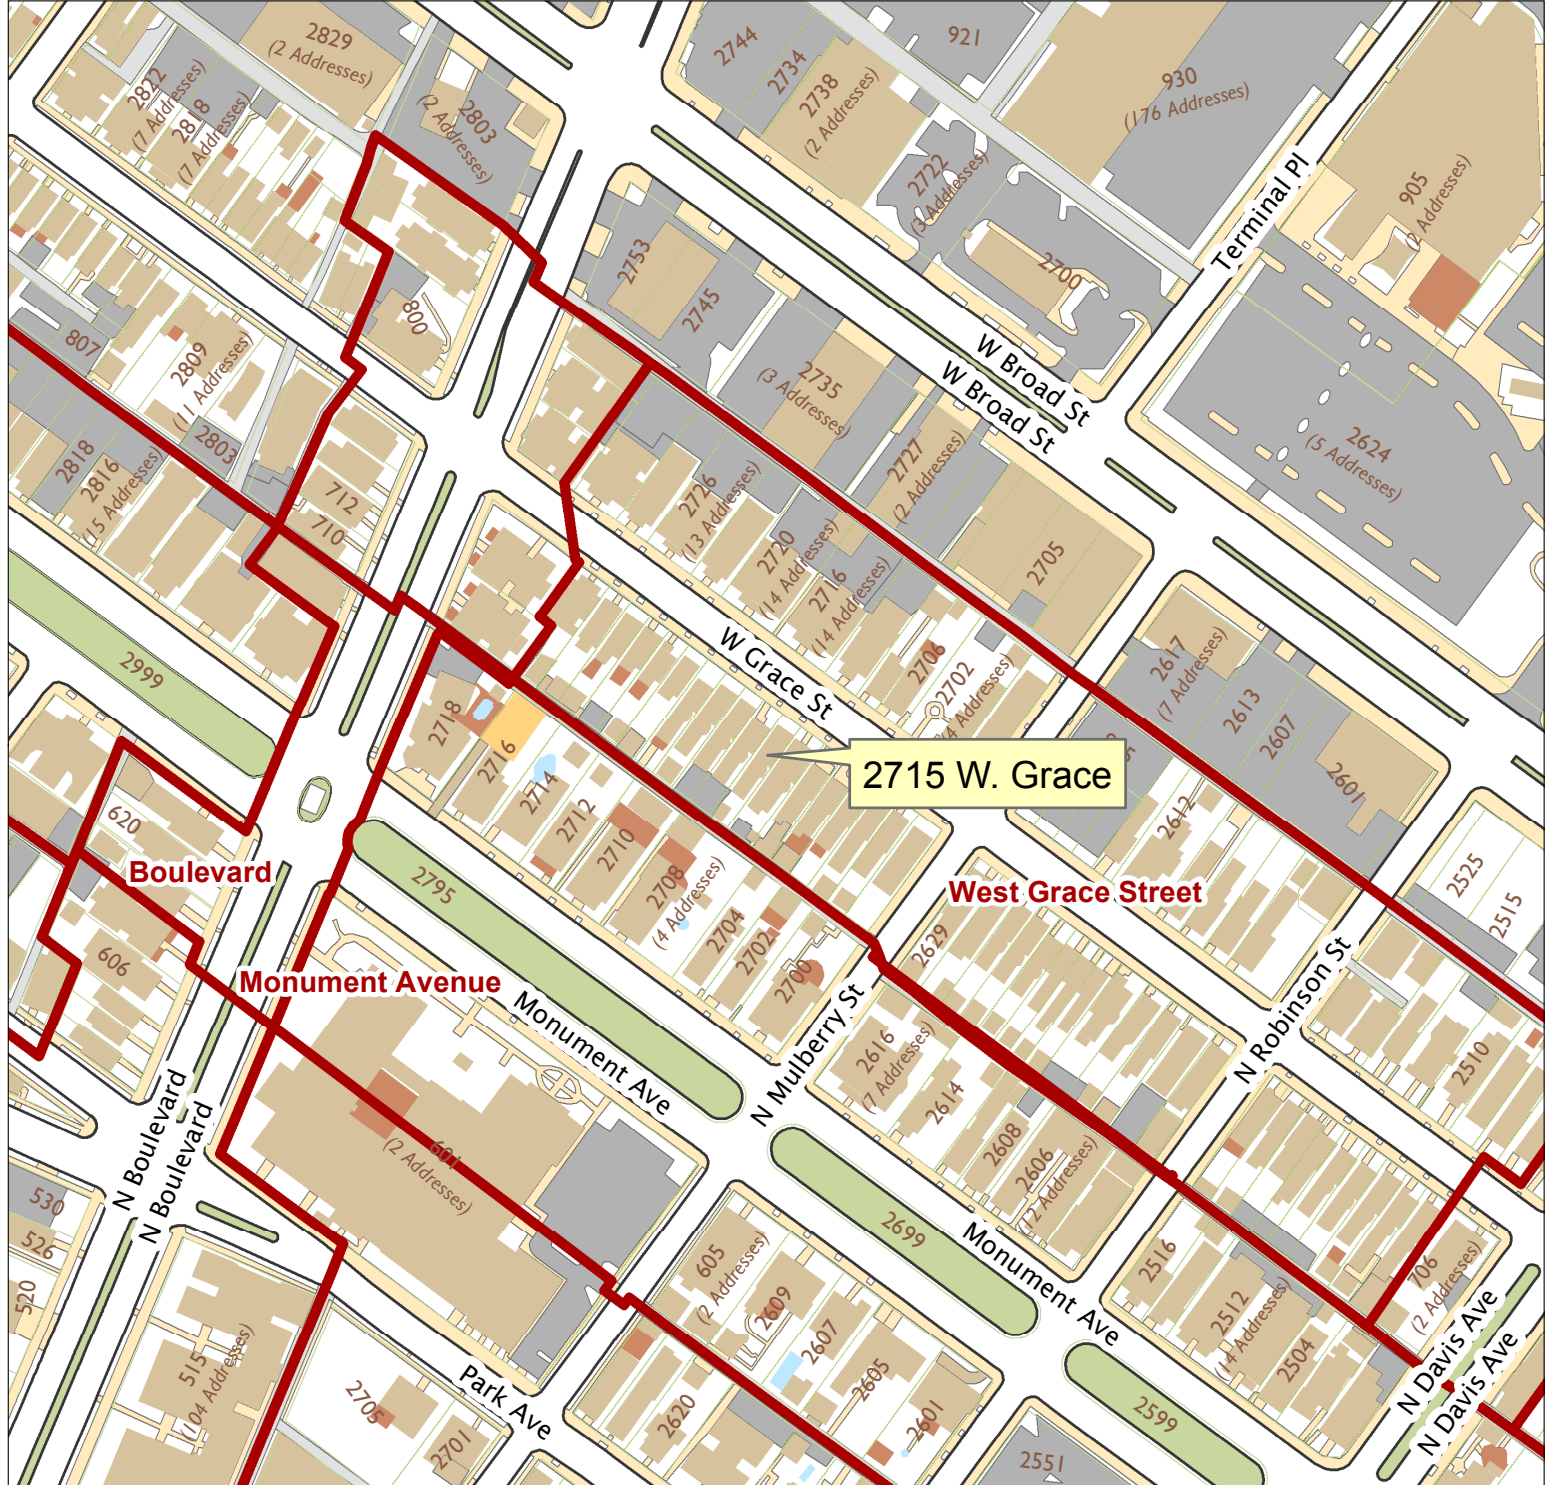 2829
(2 Addresses)
2822
(7 Addresses)
2818
(7 Addresses)
2803
(2 Addresses)
2744
2734
2738
(2 Addresses)
921
930
(176 Addresses)
2722
(3 Addresses)
905
(2 Addresses)
Terminal Pl
2700
2753
2745
800
807
2809
(11 Addresses)
2803
2818
2816
(15 Addresses)
712
710
W Broad St
W Broad St
2735
(3 Addresses)
2727
(2 Addresses)
2624
(5 Addresses)
2726
(13 Addresses)
2720
(14 Addresses)
2716
(14 Addresses)
2705
2706
2702
(4 Addresses)
W Grace St
2617
(7 Addresses)
2613
2607
2601
2612
2715 W. Grace
2999
2718
2716
2714
2712
2710
2708
(4 Addresses)
2704
2702
2700
620
Boulevard
606
Monument Avenue
2795
West Grace Street
2629
2525
2515
2510
Monument Ave
N Mulberry St
N Robinson St
2616
(7 Addresses)
2614
2608
2606
(12 Addresses)
N Boulevard
N Boulevard
601
(2 Addresses)
530
526
520
515
(104 Addresses)
2705
2701
Park Ave
605
(2 Addresses)
2609
2607
2605
2601
2620
2699
Monument Ave
2599
2551
2516
2512
(14 Addresses)
2504
706
(2 Addresses)
N Davis Ave
N Davis Ave